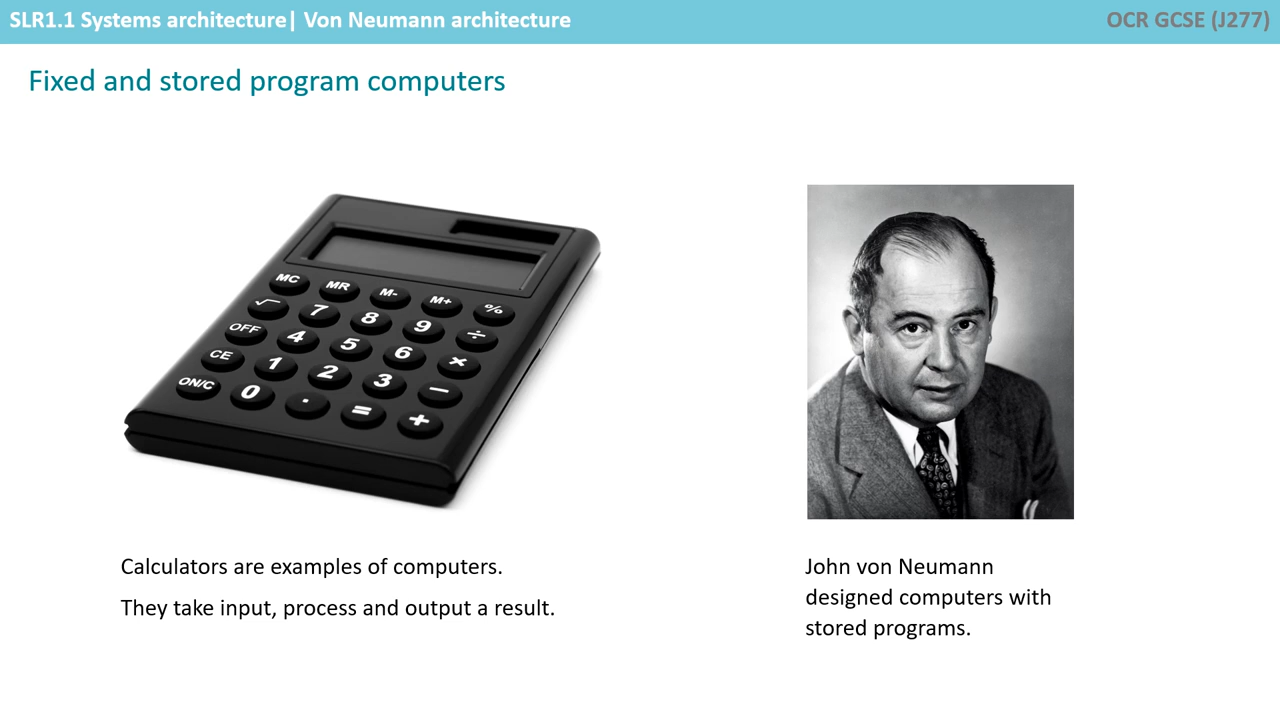 SLR1.1 Systems architecture| Von Neumann architecture
OCR GCSE (J277)
Fixed and stored program computers
MC MR M- M+ %
√ 7 8 9 ÷
OFF 4 5 6 ×
CE 1 2 3 −
ON/C 0 . = +
Calculators are examples of computers.
They take input, process and output a result.
John von Neumann
designed computers with
stored programs.